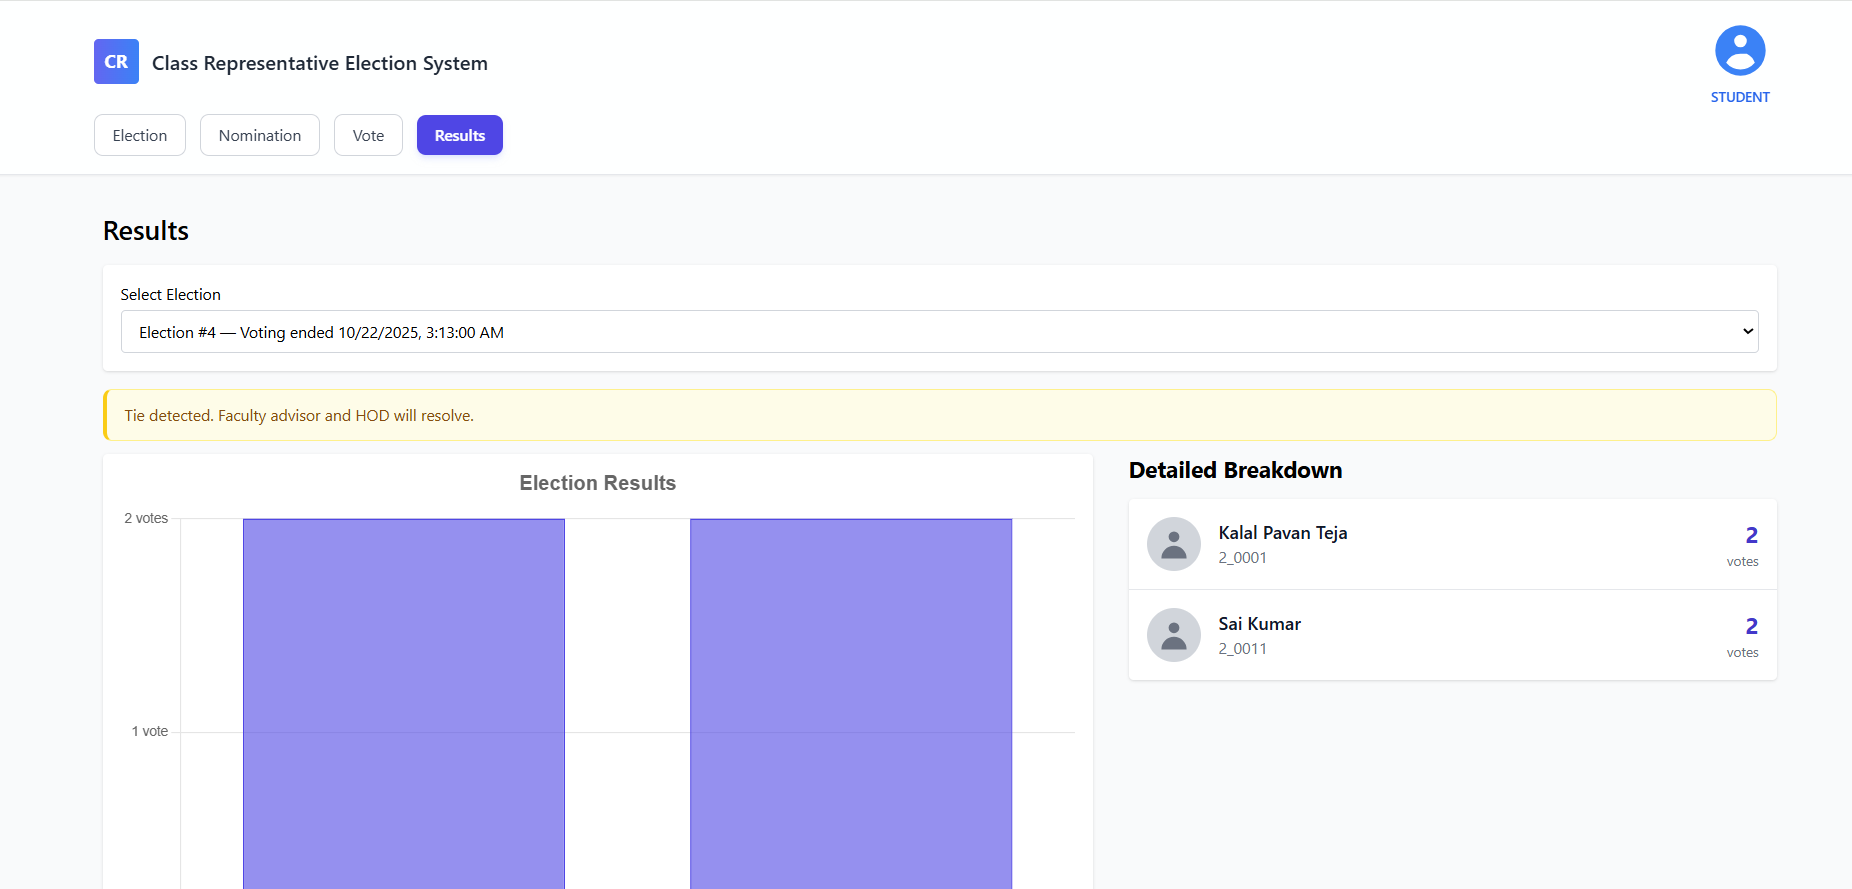 CR
Class Representative Election System
STUDENT
Election
Nomination
Vote
Results
Results
Select Election
Election #4 — Voting ended 10/22/2025, 3:13:00 AM
Tie detected. Faculty advisor and HOD will resolve.
Election Results
2 votes
1 vote
Detailed Breakdown
Kalal Pavan Teja
2_0001
2
votes
Sai Kumar
2_0011
2
votes